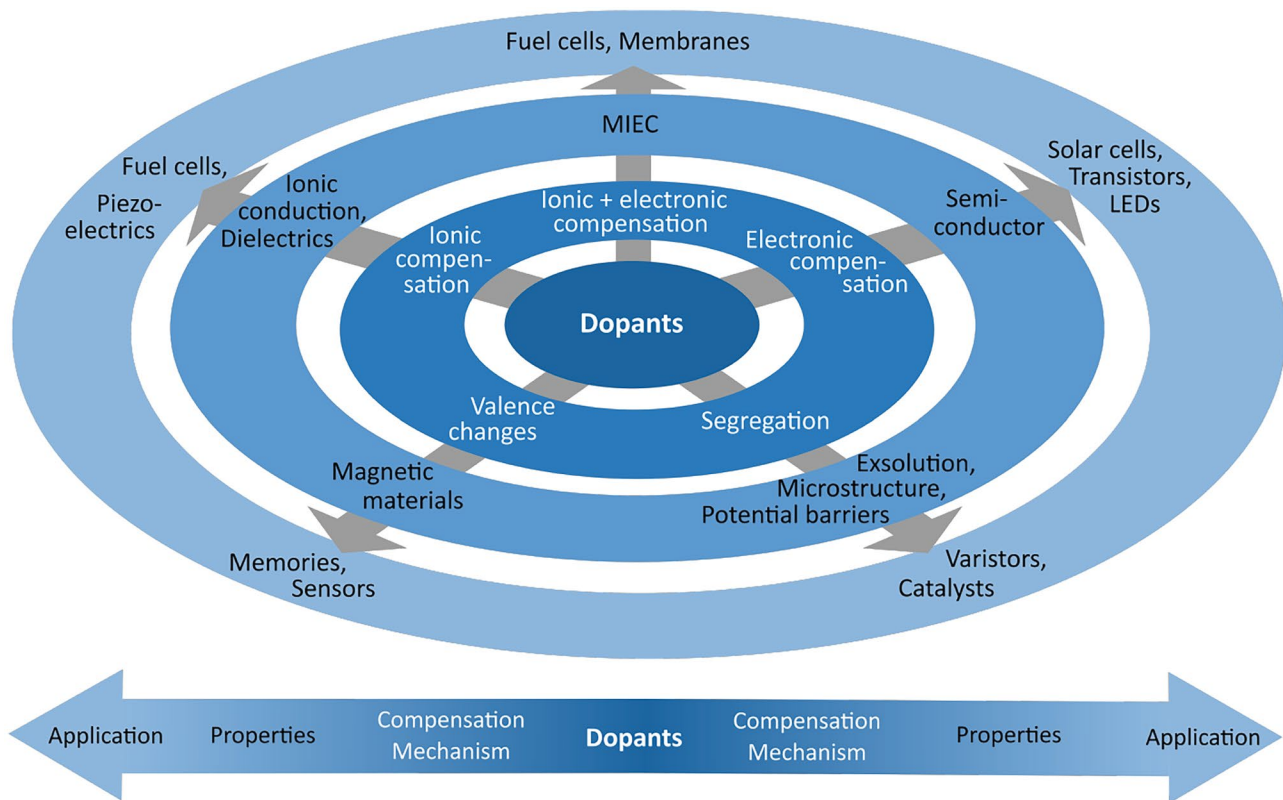 Fuel cells, Membranes
MIEC
Ionic + electronic
compensation
Fuel cells,
Piezo-
electrics
Ionic
conduction,
Dielectrics
Ionic
compen-
sation
Electronic
compen-
sation
Semi-
conductor
Solar cells,
Transistors,
LEDs
Dopants
Valence
changes
Magnetic
materials
Memories,
Sensors
Segregation
Exsolution,
Microstructure,
Potential barriers
Varistors,
Catalysts
Application
Properties
Compensation
Mechanism
Dopants
Compensation
Mechanism
Properties
Application